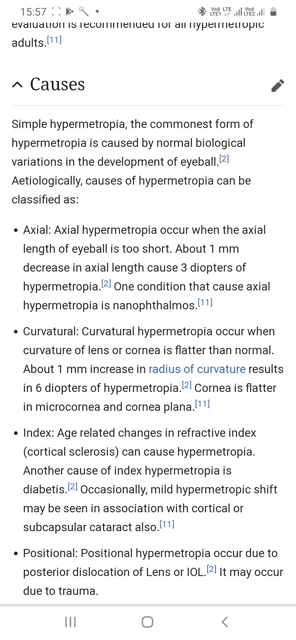 15:57
VoB LTE VoB
LTE1 LTE2
evaluation is recommended for all hypermetropic
adults.[11]
Causes
Simple hypermetropia, the commonest form of
hypermetropia is caused by normal biological
variations in the development of eyeball.[2]
Aetiologically, causes of hypermetropia can be
classified as:
• Axial: Axial hypermetropia occur when the axial
length of eyeball is too short. About 1 mm
decrease in axial length cause 3 diopters of
hypermetropia.[2] One condition that cause axial
hypermetropia is nanophthalmos.[11]
• Curvatural: Curvatural hypermetropia occur when
curvature of lens or cornea is flatter than normal.
About 1 mm increase in radius of curvature results
in 6 diopters of hypermetropia.[2] Cornea is flatter
in microcornea and cornea plana.[11]
• Index: Age related changes in refractive index
(cortical sclerosis) can cause hypermetropia.
Another cause of index hypermetropia is
diabetis.[2] Occasionally, mild hypermetropic shift
may be seen in association with cortical or
subcapsular cataract also.[11]
• Positional: Positional hypermetropia occur due to
posterior dislocation of Lens or IOL.[2] It may occur
due to trauma.